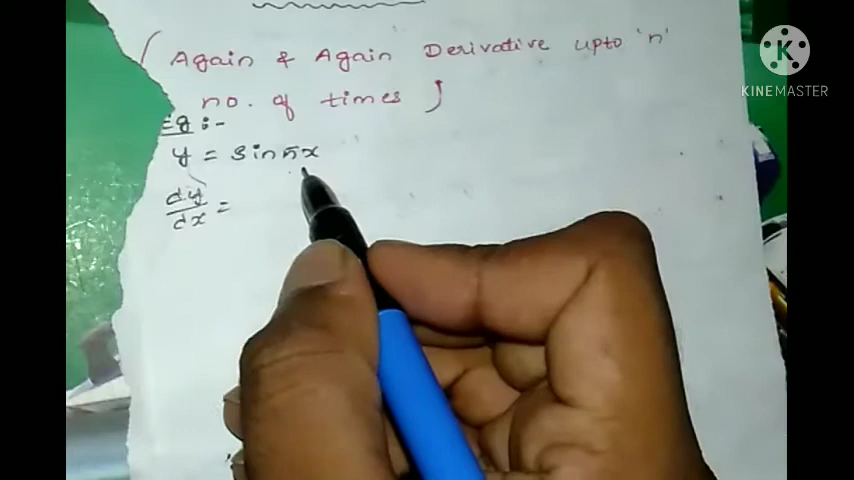 ( Again & Again Derivative upto 'n'
no. of times )
Eg :-
y = sin πx
dy/dx =
K
KINEMASTER